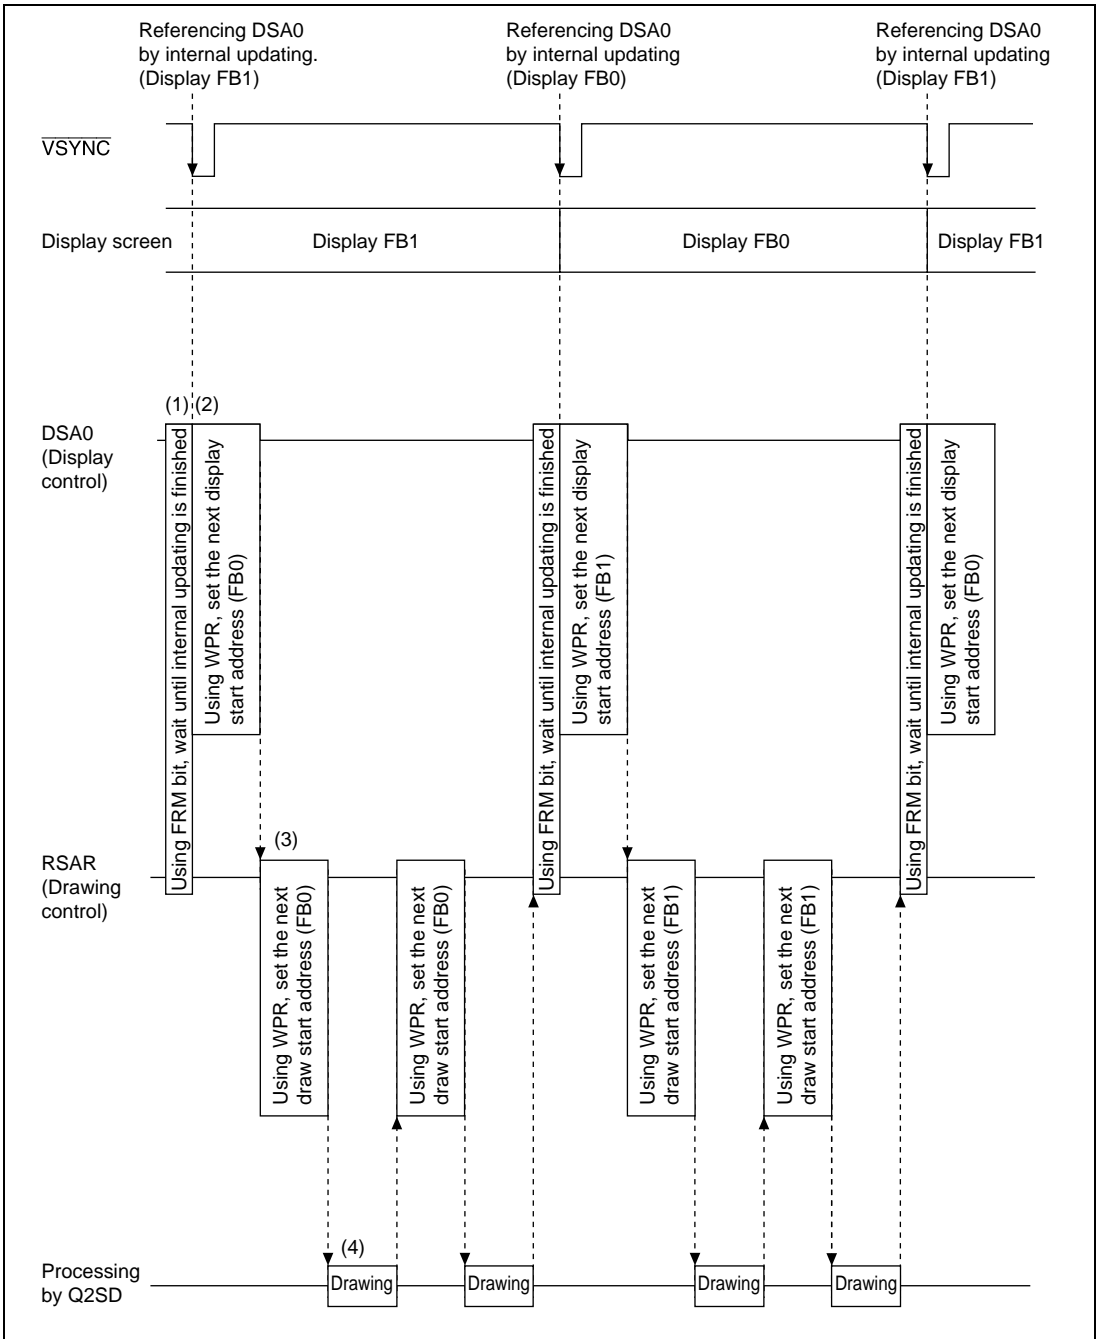 Referencing DSA0
by internal updating.
(Display FB1)
Referencing DSA0
by internal updating
(Display FB0)
Referencing DSA0
by internal updating
(Display FB1)
VSYNC
Display screen
Display FB1
Display FB0
Display FB1
(1)
(2)
DSA0
(Display
control)
Using FRM bit, wait until internal updating is finished
Using WPR, set the next display
start address (FB0)
Using FRM bit, wait until internal updating is finished
Using WPR, set the next display
start address (FB1)
Using FRM bit, wait until internal updating is finished
Using WPR, set the next display
start address (FB0)
(3)
RSAR
(Drawing
control)
Using WPR, set the next
draw start address (FB0)
Using WPR, set the next
draw start address (FB0)
Using WPR, set the next
draw start address (FB1)
Using WPR, set the next
draw start address (FB1)
(4)
Processing
by Q2SD
Drawing
Drawing
Drawing
Drawing